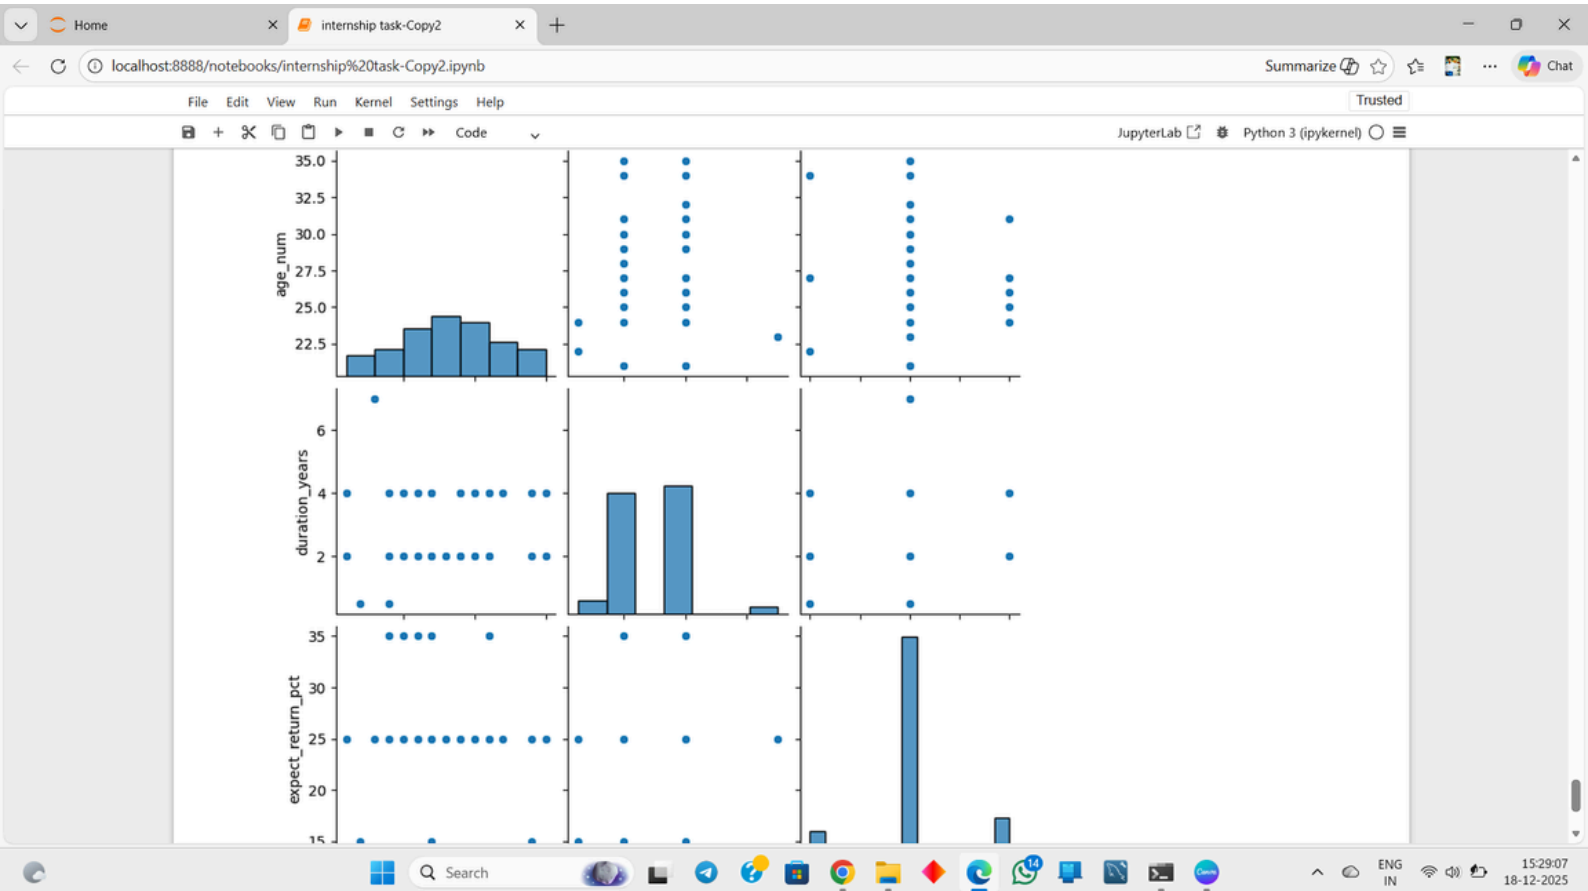 Home
internship task-Copy2
localhost:8888/notebooks/internship%20task-Copy2.ipynb
Summarize
Chat
File Edit View Run Kernel Settings Help
Trusted
Code
JupyterLab
Python 3 (ipykernel)
35.0
32.5
30.0
27.5
25.0
22.5
age_num
6
4
2
duration_years
35
30
25
20
15
expect_return_pct
Search
14
Canva
ENG
IN
15:29:07
18-12-2025